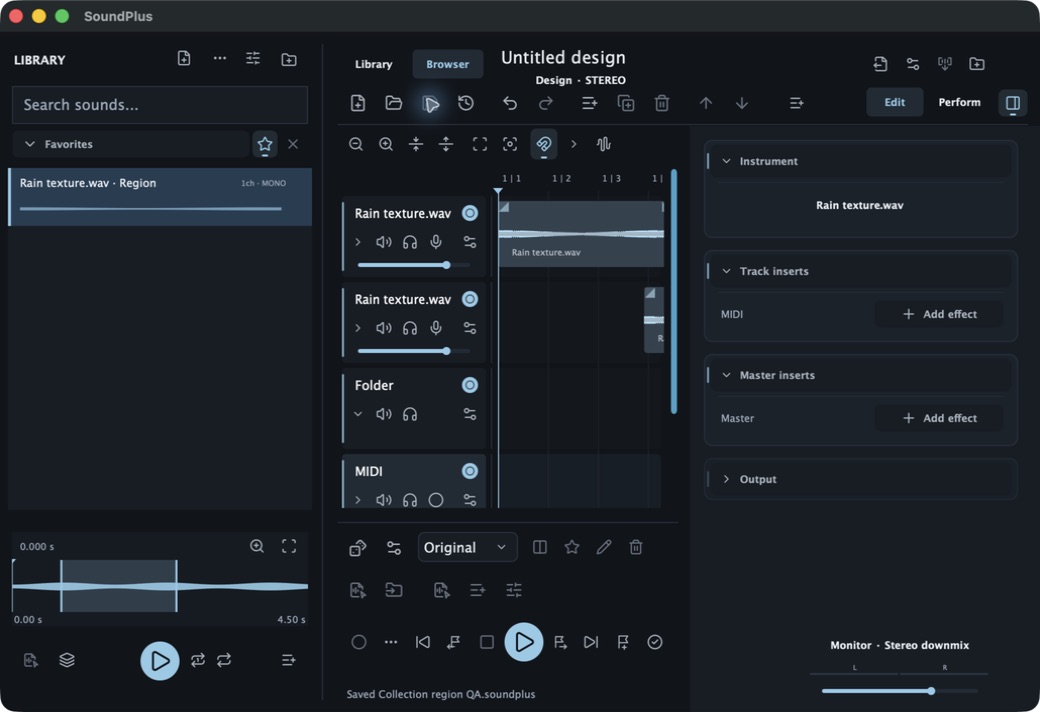 SoundPlus
LIBRARY
Search sounds...
Favorites
Rain texture.wav · Region
1ch · MONO
0.000 s
0.00 s
4.50 s
Library
Browser
Untitled design
Design · STEREO
Edit
Perform
1 | 1
1 | 2
1 | 3
1 |
Rain texture.wav
Rain texture.wav
Rain texture.wav
R
Folder
MIDI
Original
Saved Collection region QA.soundplus
Instrument
Rain texture.wav
Track inserts
MIDI
Add effect
Master inserts
Master
Add effect
Output
Monitor · Stereo downmix
L
R